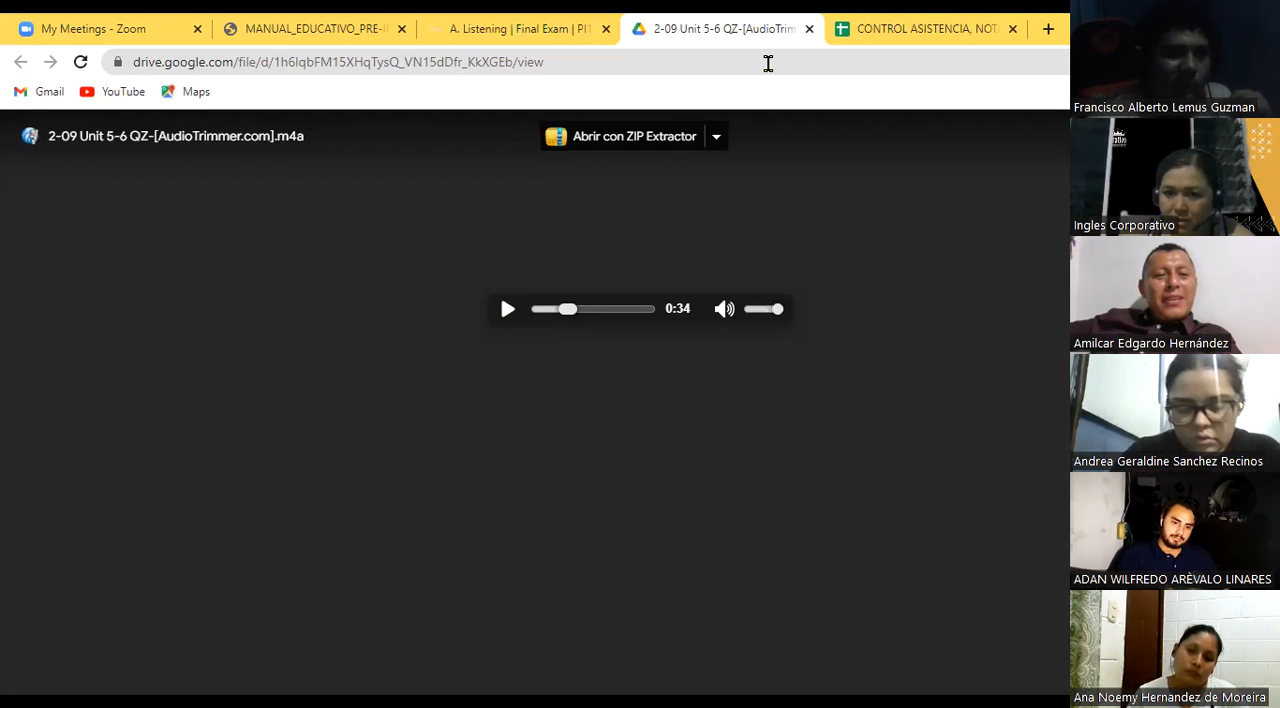 My Meetings - Zoom
MANUAL_EDUCATIVO_PRE-I
A. Listening | Final Exam | PI1
2-09 Unit 5-6 QZ-[AudioTrim
CONTROL ASISTENCIA, NOT
drive.google.com/file/d/1h6IqbFM15XHqTysQ_VN15dDfr_KkXGEb/view
Gmail
YouTube
Maps
2-09 Unit 5-6 QZ-[AudioTrimmer.com].m4a
Abrir con ZIP Extractor
0:34
Francisco Alberto Lemus Guzman
Ingles Corporativo
Amilcar Edgardo Hernández
Andrea Geraldine Sanchez Recinos
ADAN WILFREDO ARÈVALO LINARES
Ana Noemy Hernandez de Moreira